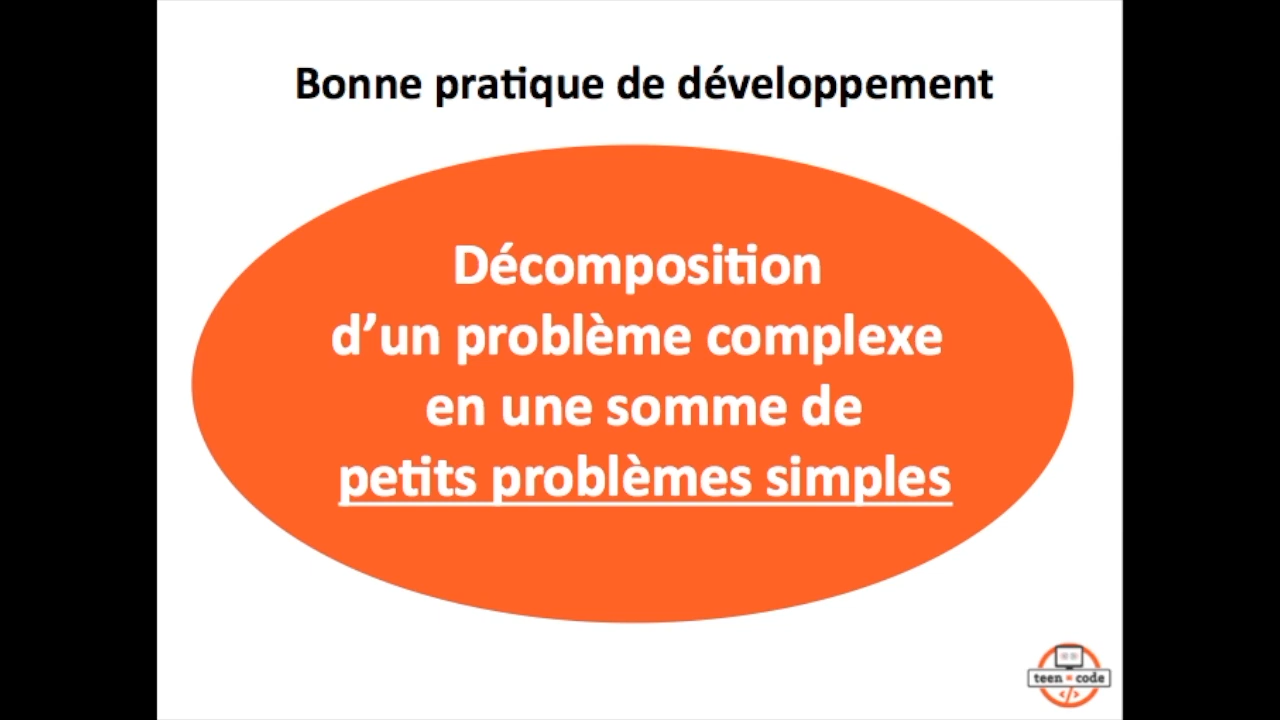 Bonne pratique de développement
Décomposition
d’un problème complexe
en une somme de
petits problèmes simples
teen code
</>